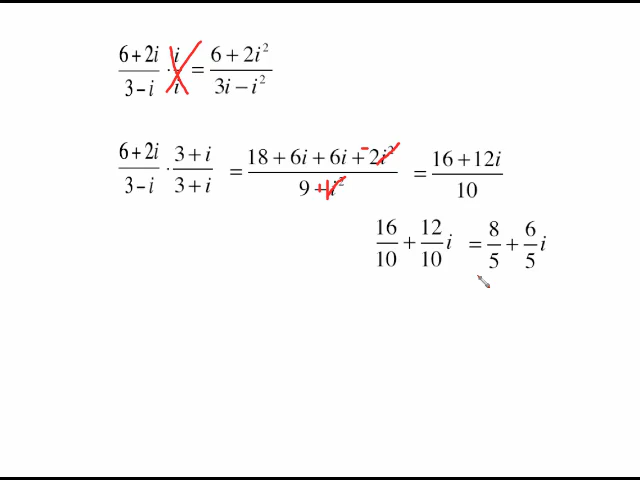 6+2i/3−i · i/i = 6+2i²/3i−i²
6+2i/3−i · 3+i/3+i = 18+6i+6i+−2i²/9+1i² = 16+12i/10
16/10 + 12/10 i = 8/5 + 6/5 i